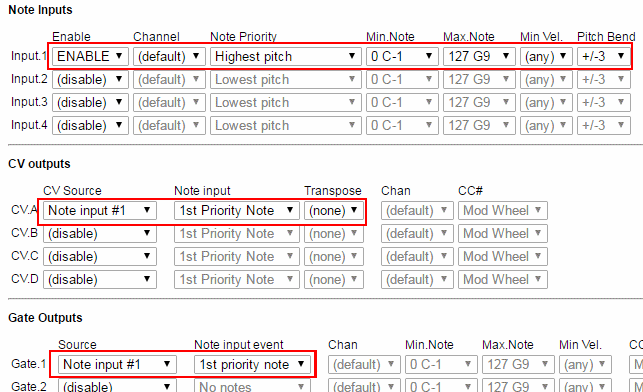 Note Inputs
Enable Channel Note Priority Min.Note Max.Note Min Vel. Pitch Bend
Input.1 ENABLE (default) Highest pitch 0 C-1 127 G9 (any) +/-3
Input.2 (disable) (default) Lowest pitch 0 C-1 127 G9 (any) +/-3
Input.3 (disable) (default) Lowest pitch 0 C-1 127 G9 (any) +/-3
Input.4 (disable) (default) Lowest pitch 0 C-1 127 G9 (any) +/-3
CV outputs
CV Source Note input Transpose Chan CC#
CV.A Note input #1 1st Priority Note (none) (default) Mod Wheel
CV.B (disable) 1st Priority Note (none) (default) Mod Wheel
CV.C (disable) 1st Priority Note (none) (default) Mod Wheel
CV.D (disable) 1st Priority Note (none) (default) Mod Wheel
Gate Outputs
Source Note input event Chan Min.Note Max.Note Min Vel. CC
Gate.1 Note input #1 1st priority note (default) 0 C-1 127 G9 (any)
Gate.2 (disable) No notes (default) 0 C-1 127 G9 (any)